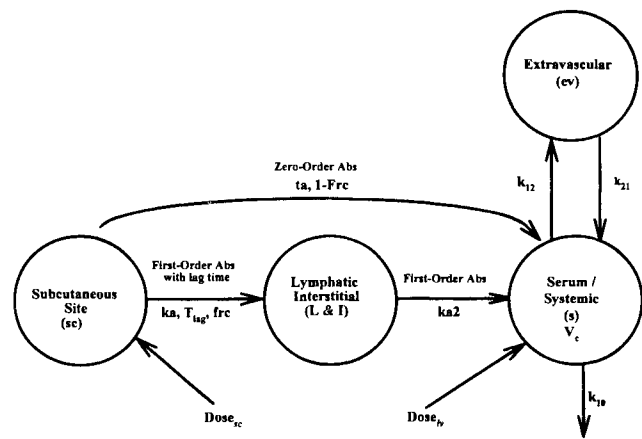 Extravascular
(ev)
Zero-Order Abs
ta, 1-Frc
k12
k21
First-Order Abs
with lag time
ka, Tlag, frc
Subcutaneous
Site
(sc)
Lymphatic
Interstitial
(L & I)
First-Order Abs
ka2
Serum /
Systemic
(s)
Vc
Dosesc
Doseiv
k10